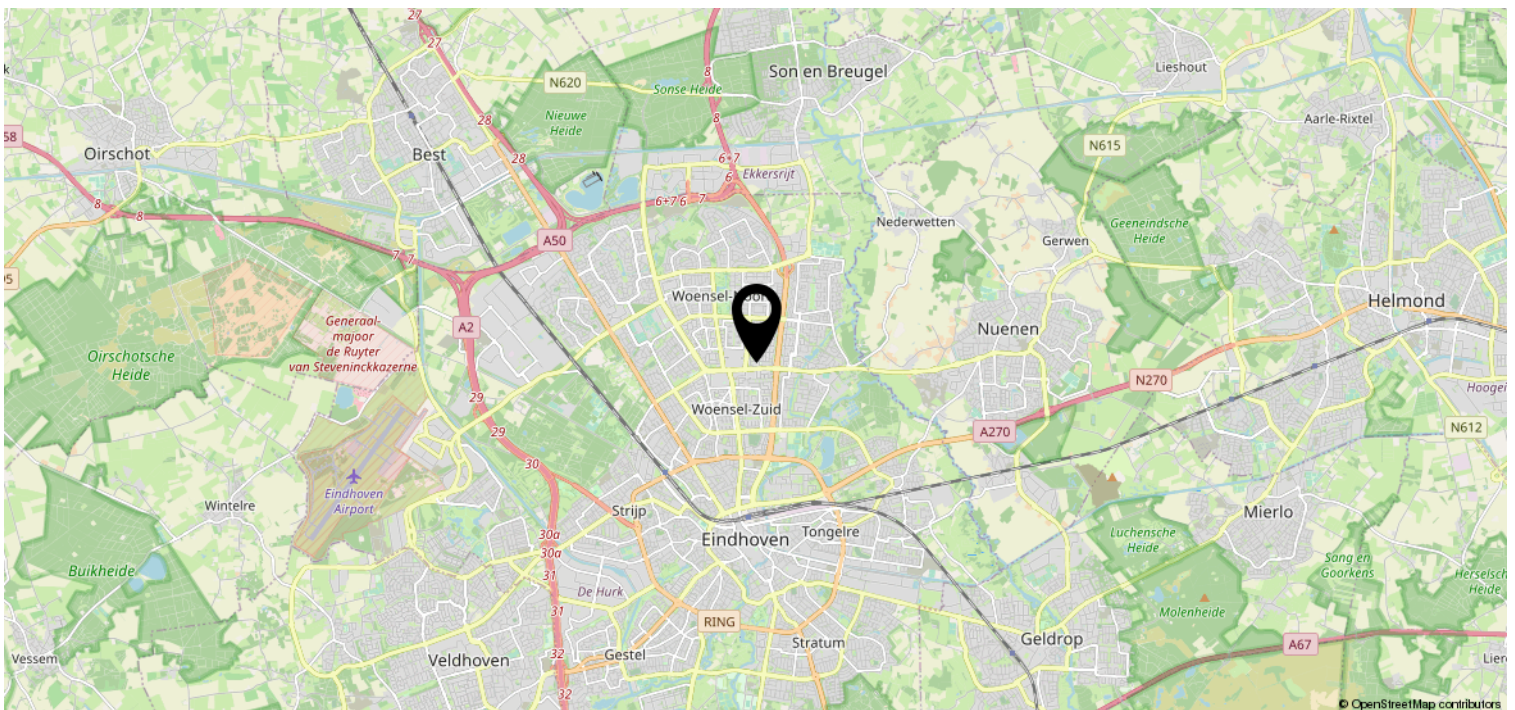 27
27
Son en Breugel
Lieshout
8
N620
Sonse Heide
Nieuwe
Heide
28
8
Aarle-Rixtel
58
N615
Oirschot
Best
28
6+7
6
Ekkersrijt
8
8
6+7 6
7
Nederwetten
Geeneindsche
Heide
A50
Gerwen
7
7
Woensel-Noord
Helmond
A2
Generaal-
majoor
de Ruyter
van Steveninckkazerne
Nuenen
Oirschotsche
Heide
N270
29
Woensel-Zuid
29
A270
N612
30
Eindhoven
Airport
Wintelre
Strijp
Mierlo
30a
30a
Eindhoven
Tongelre
Luchensche
Heide
Sang en
Goorkens
Buikheide
31
De Hurk
31
Molenheide
RING
Stratum
Geldrop
A67
Vessem
Veldhoven
32
Gestel
32
© OpenStreetMap contributors